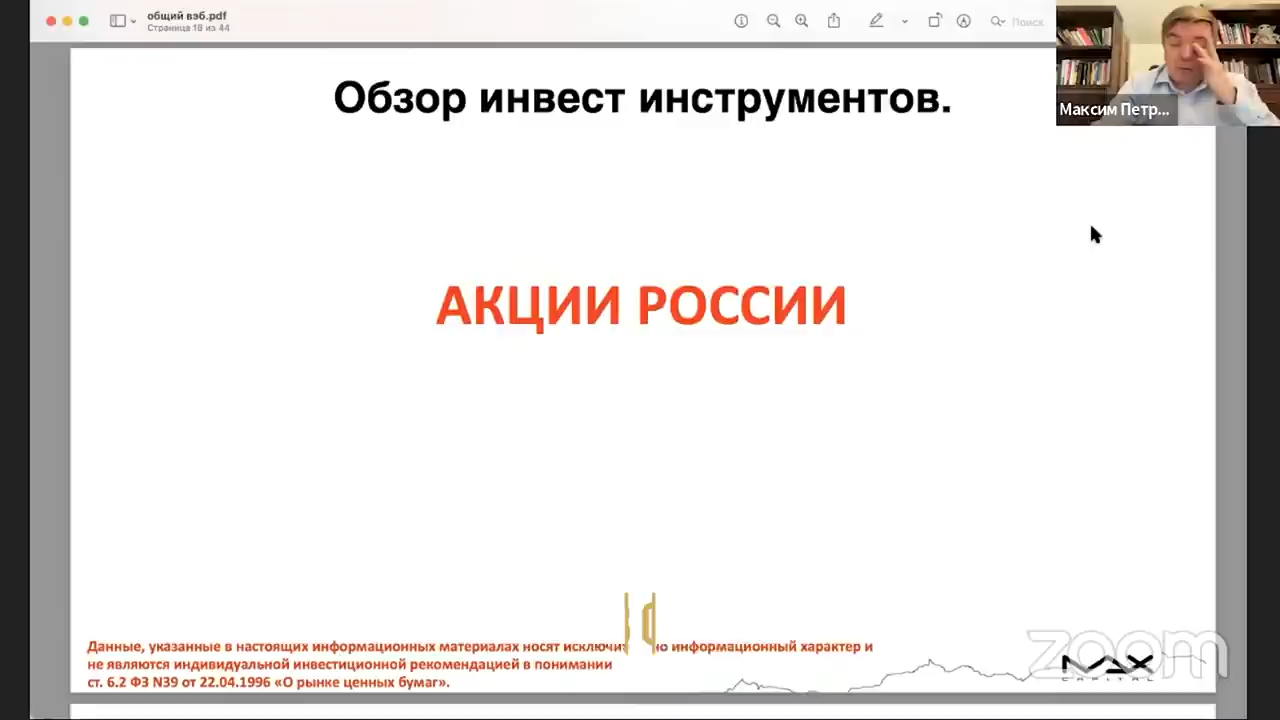 общий вэб.pdf
Страница 18 из 44
Поиск
Максим Петр...
Обзор инвест инструментов.
АКЦИИ РОССИИ
Данные, указанные в настоящих информационных материалах носят информационный характер и
не являются индивидуальной инвестиционной рекомендацией в понимании
ст. 6.2 ФЗ N39 от 22.04.1996 «О рынке ценных бумаг».
zoom
MAX
CAPITAL